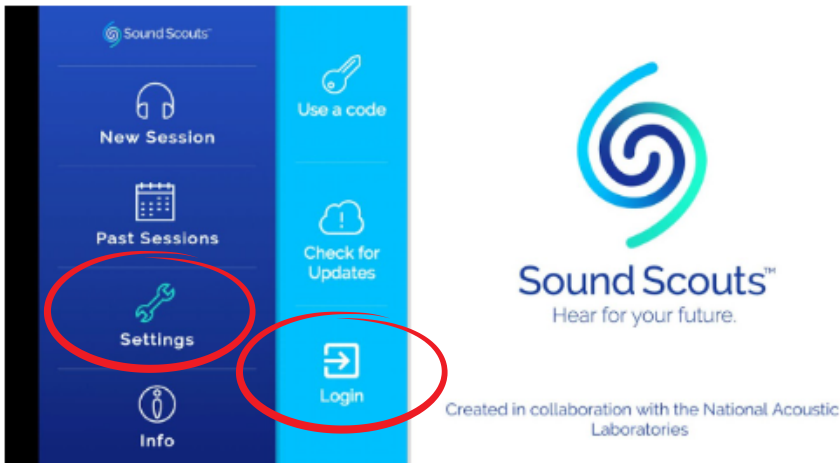 Sound Scouts™
New Session
Past Sessions
Settings
Info
Use a code
Check for
Updates
Login
Sound Scouts™
Hear for your future.
Created in collaboration with the National Acoustic
Laboratories